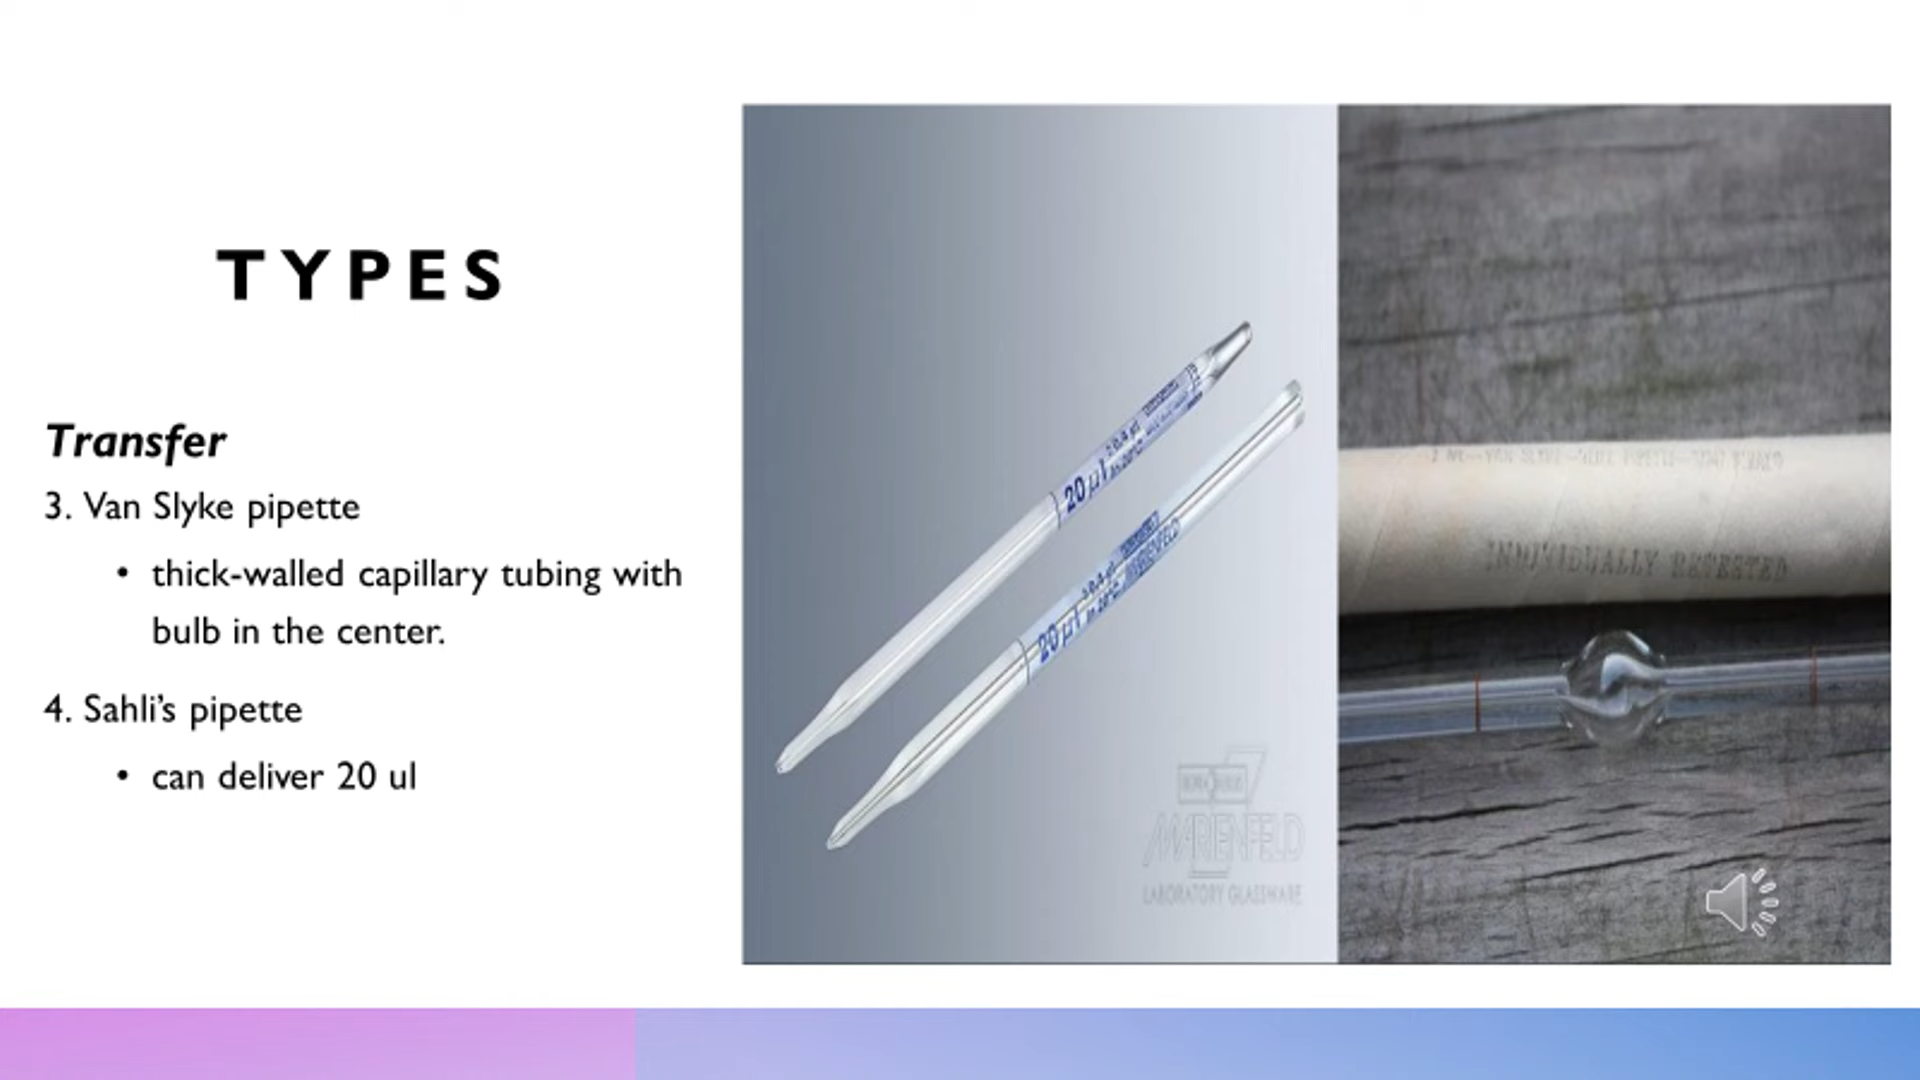 TYPES
Transfer
3. Van Slyke pipette
• thick-walled capillary tubing with
bulb in the center.
4. Sahli's pipette
• can deliver 20 ul
20 µl
20 µl
MARIENFELD
LABORATORY GLASSWARE
INDIVIDUALLY RETESTED